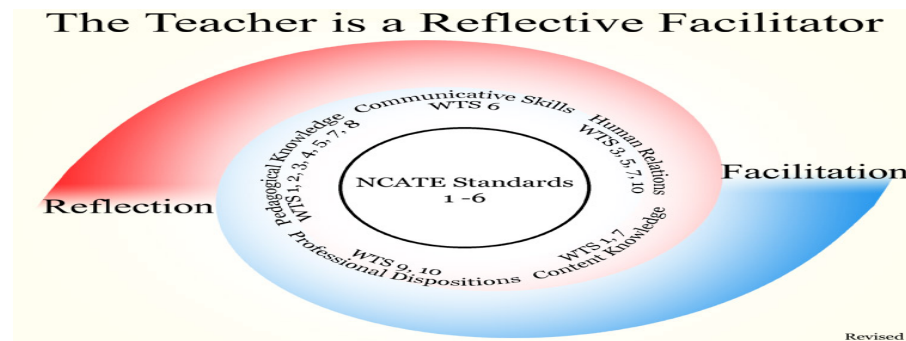 The Teacher is a Reflective Facilitator
Communicative Skills
WTS 6
Human Relations
WTS 3, 5, 7, 10
Pedagogical Knowledge
WTS 1, 2, 3, 4, 5, 7, 8
NCATE Standards
1 -6
Reflection
Facilitation
WTS 9, 10
Professional Dispositions
WTS 1, 7
Content Knowledge
Revised